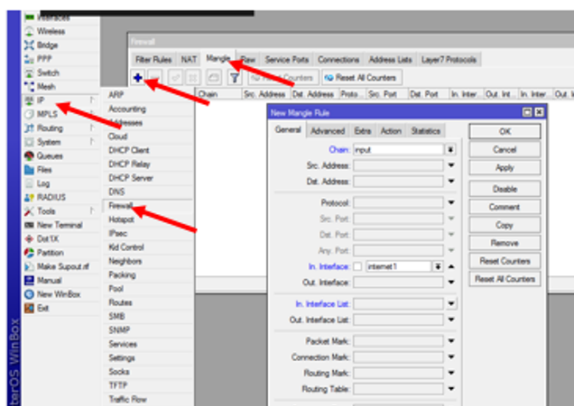 Interfaces
Wireless
Bridge
PPP
Switch
Mesh
IP
MPLS
Routing
System
Queues
Files
Log
RADIUS
Tools
New Terminal
Dot1X
Partition
Make Supout.rif
Manual
New WinBox
Exit
terOS WinBox
ARP
Accounting
Addresses
Cloud
DHCP Client
DHCP Relay
DHCP Server
DNS
Firewall
Hotspot
IPsec
Kid Control
Neighbors
Packing
Pool
Routes
SMB
SNMP
Services
Settings
Socks
TFTP
Traffic Flow
Firewall
Filter Rules NAT Mangle Raw Service Ports Connections Address Lists Layer7 Protocols
Reset Counters Reset All Counters
Chain Src. Address Dst. Address Proto... Src. Port Dst. Port In. Inter... Out. Int... In. Inter... Out. I
New Mangle Rule
General Advanced Extra Action Statistics
Chain: input
Src. Address:
Dst. Address:
Protocol:
Src. Port:
Dst. Port:
Any. Port:
In. Interface: internet1
Out. Interface:
In. Interface List:
Out. Interface List:
Packet Mark:
Connection Mark:
Routing Mark:
Routing Table:
OK
Cancel
Apply
Disable
Comment
Copy
Remove
Reset Counters
Reset All Counters